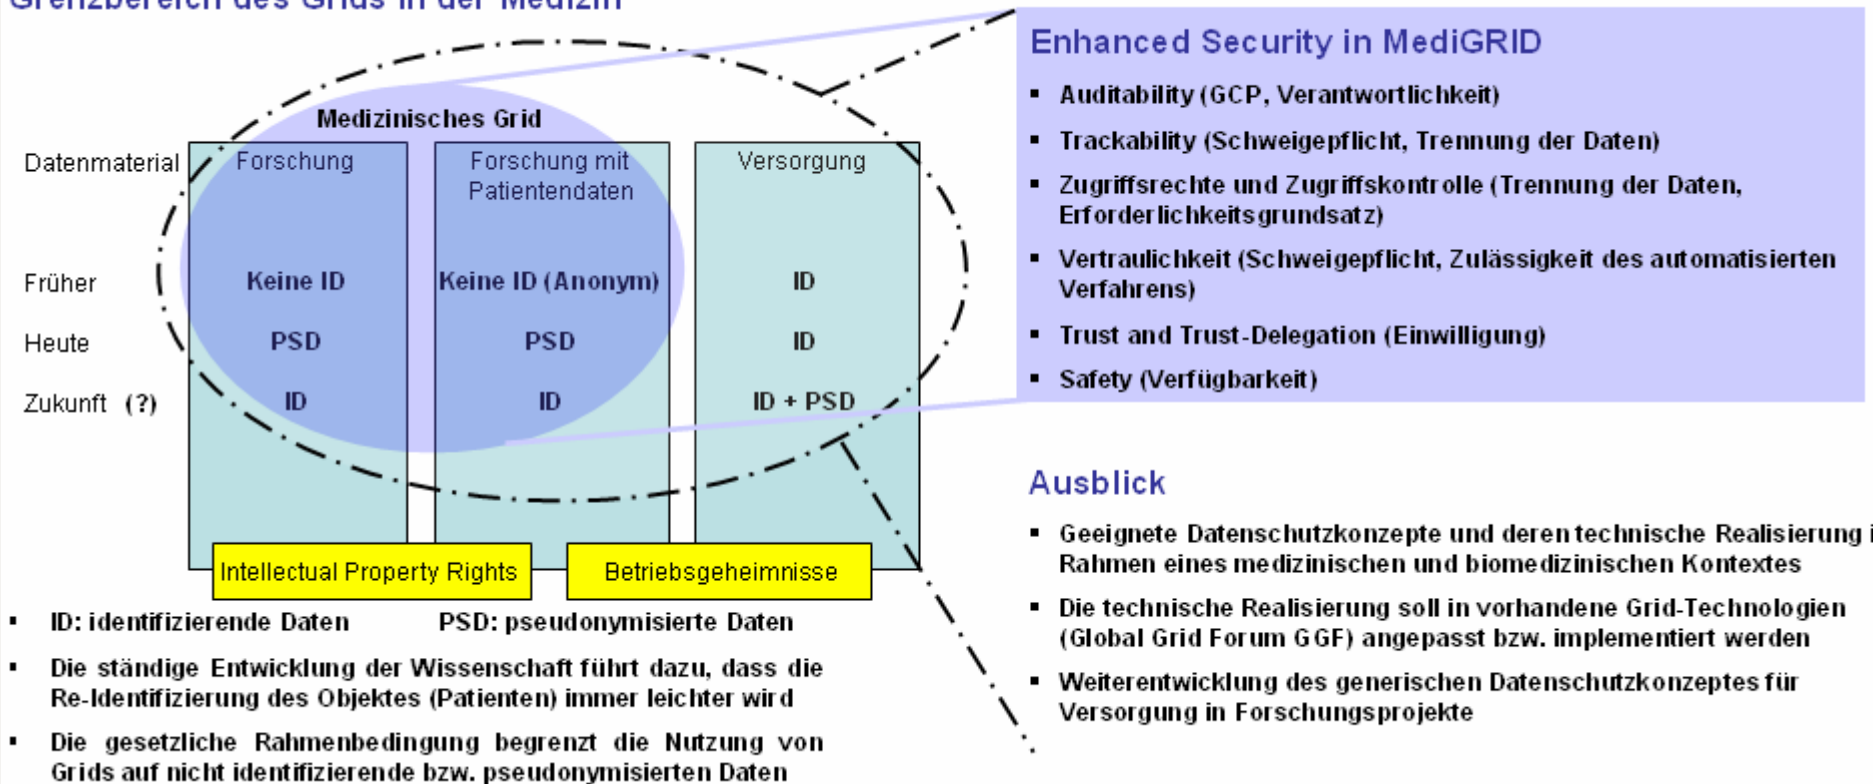 Grenzbereich des Grids in der Medizin
Medizinisches Grid
Datenmaterial
Forschung
Forschung mit
Patientendaten
Versorgung
Früher
Keine ID
Keine ID (Anonym)
ID
Heute
PSD
PSD
ID
Zukunft (?)
ID
ID
ID + PSD
Intellectual Property Rights
Betriebsgeheimnisse
▪ ID: identifizierende Daten PSD: pseudonymisierte Daten
▪ Die ständige Entwicklung der Wissenschaft führt dazu, dass die
Re-Identifizierung des Objektes (Patienten) immer leichter wird
▪ Die gesetzliche Rahmenbedingung begrenzt die Nutzung von
Grids auf nicht identifizierende bzw. pseudonymisierten Daten
Enhanced Security in MediGRID
▪ Auditability (GCP, Verantwortlichkeit)
▪ Trackability (Schweigepflicht, Trennung der Daten)
▪ Zugriffsrechte und Zugriffskontrolle (Trennung der Daten,
Erforderlichkeitsgrundsatz)
▪ Vertraulichkeit (Schweigepflicht, Zulässigkeit des automatisierten
Verfahrens)
▪ Trust and Trust-Delegation (Einwilligung)
▪ Safety (Verfügbarkeit)
Ausblick
▪ Geeignete Datenschutzkonzepte und deren technische Realisierung
Rahmen eines medizinischen und biomedizinischen Kontextes
▪ Die technische Realisierung soll in vorhandene Grid-Technologien
(Global Grid Forum GGF) angepasst bzw. implementiert werden
▪ Weiterentwicklung des generischen Datenschutzkonzeptes für
Versorgung in Forschungsprojekte